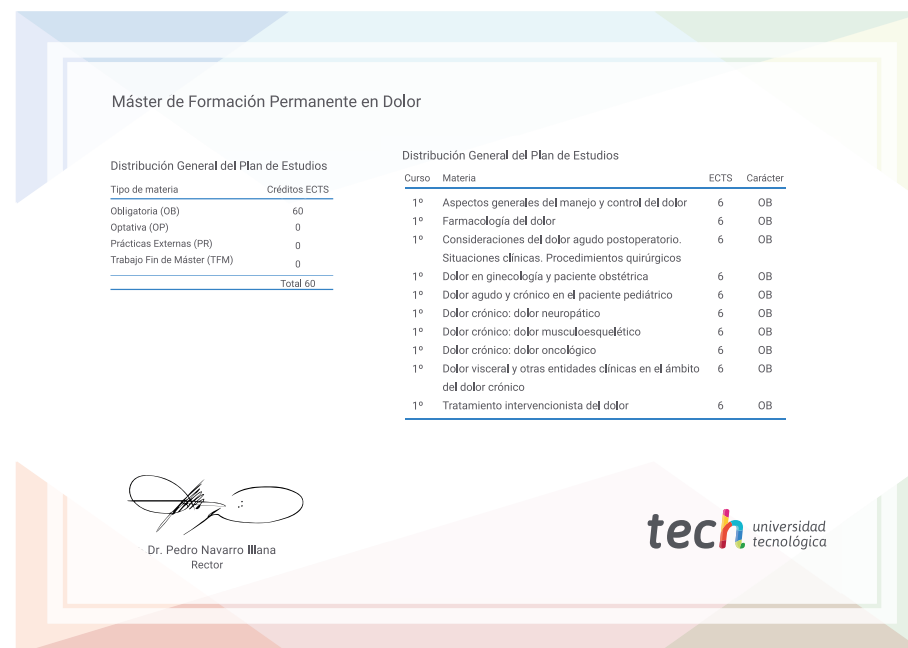 Máster de Formación Permanente en Dolor
Distribución General del Plan de Estudios
Tipo de materia Créditos ECTS
Obligatoria (OB) 60
Optativa (OP) 0
Prácticas Externas (PR) 0
Trabajo Fin de Máster (TFM) 0
Total 60
Distribución General del Plan de Estudios
Curso Materia ECTS Carácter
1º Aspectos generales del manejo y control del dolor 6 OB
1º Farmacología del dolor 6 OB
1º Consideraciones del dolor agudo postoperatorio. 6 OB
Situaciones clínicas. Procedimientos quirúrgicos
1º Dolor en ginecología y paciente obstétrica 6 OB
1º Dolor agudo y crónico en el paciente pediátrico 6 OB
1º Dolor crónico: dolor neuropático 6 OB
1º Dolor crónico: dolor musculoesquelético 6 OB
1º Dolor crónico: dolor oncológico 6 OB
1º Dolor visceral y otras entidades clínicas en el ámbito 6 OB
del dolor crónico
1º Tratamiento intervencionista del dolor 6 OB
Dr. Pedro Navarro Illana
Rector
tech universidad
tecnológica